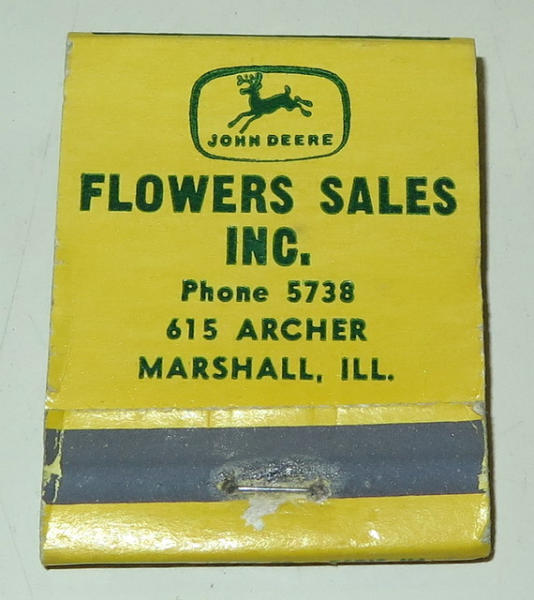 JOHN DEERE
FLOWERS SALES
INC.
Phone 5738
615 ARCHER
MARSHALL, ILL.